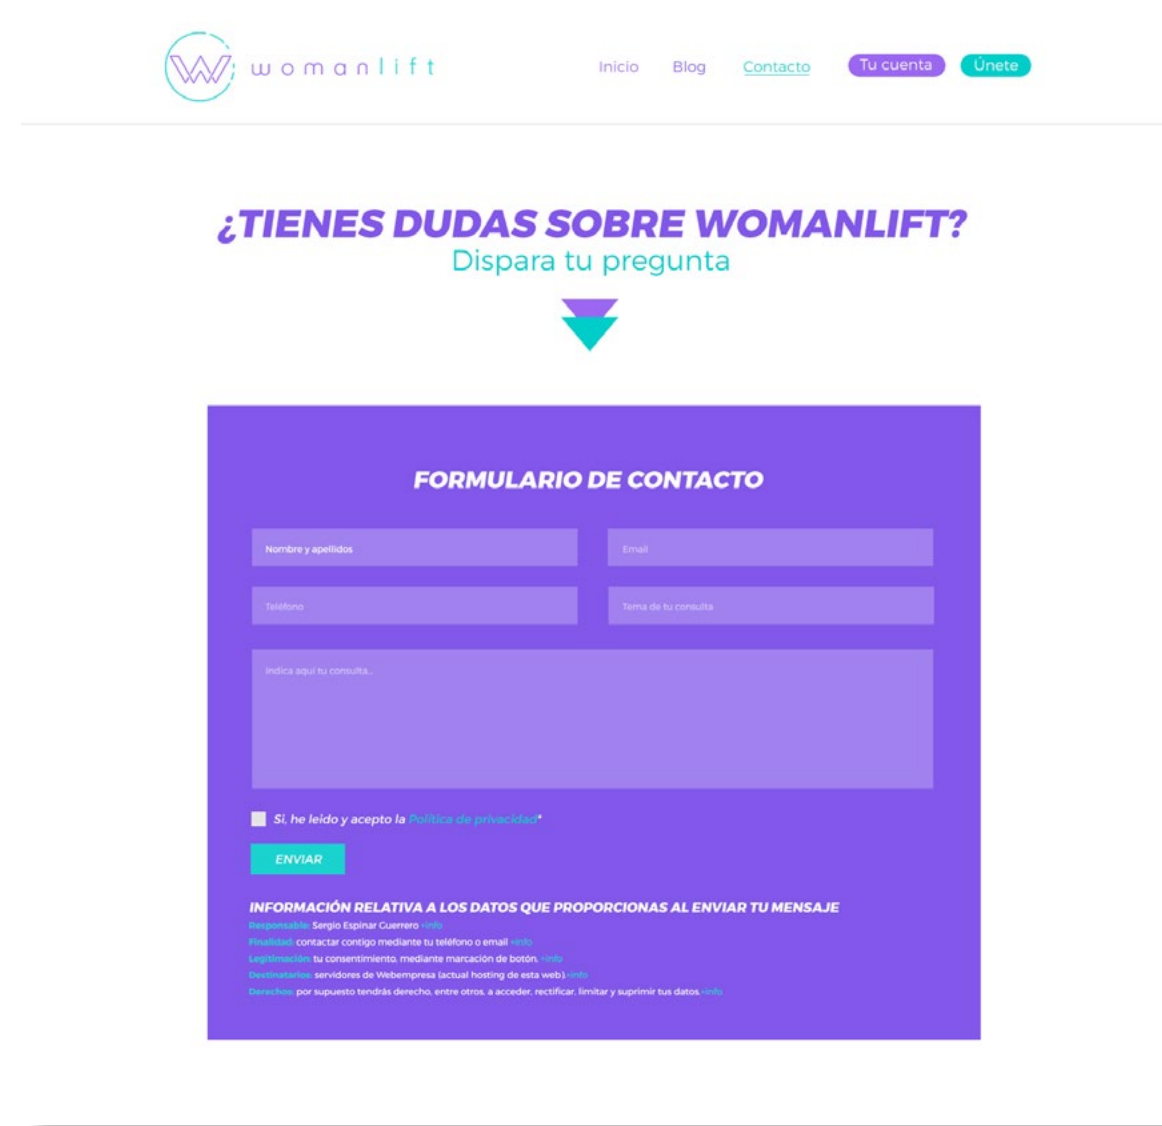 womanlift
Inicio Blog Contacto Tu cuenta Únete
¿TIENES DUDAS SOBRE WOMANLIFT?
Dispara tu pregunta
FORMULARIO DE CONTACTO
Nombre y apellidos Email
Teléfono Tema de tu consulta
Indica aquí tu consulta...
Si, he leido y acepto la Política de privacidad*
ENVIAR
INFORMACIÓN RELATIVA A LOS DATOS QUE PROPORCIONAS AL ENVIAR TU MENSAJE
Responsable: Sergio Espinar Guerrero +info
Finalidad: contactar contigo mediante tu teléfono o email +info
Legitimación: tu consentimiento, mediante marcación de botón. +info
Destinatarios: servidores de Webempresa (actual hosting de esta web).+info
Derechos: por supuesto tendrás derecho, entre otros, a acceder, rectificar, limitar y suprimir tus datos.+info